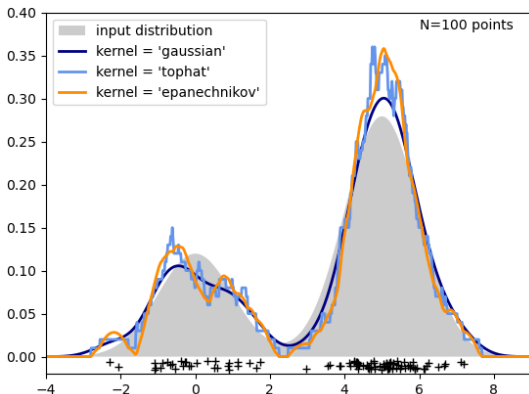 N=100 points
input distribution
kernel = 'gaussian'
kernel = 'tophat'
kernel = 'epanechnikov'
0.40
0.35
0.30
0.25
0.20
0.15
0.10
0.05
0.00
−4 −2 0 2 4 6 8